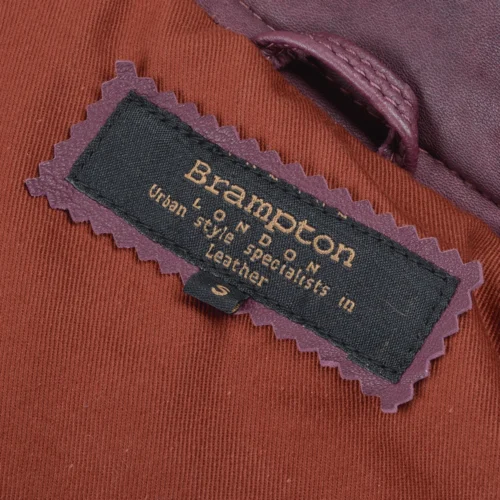 Brampton
LONDON
Urban style specialists in
Leather
S